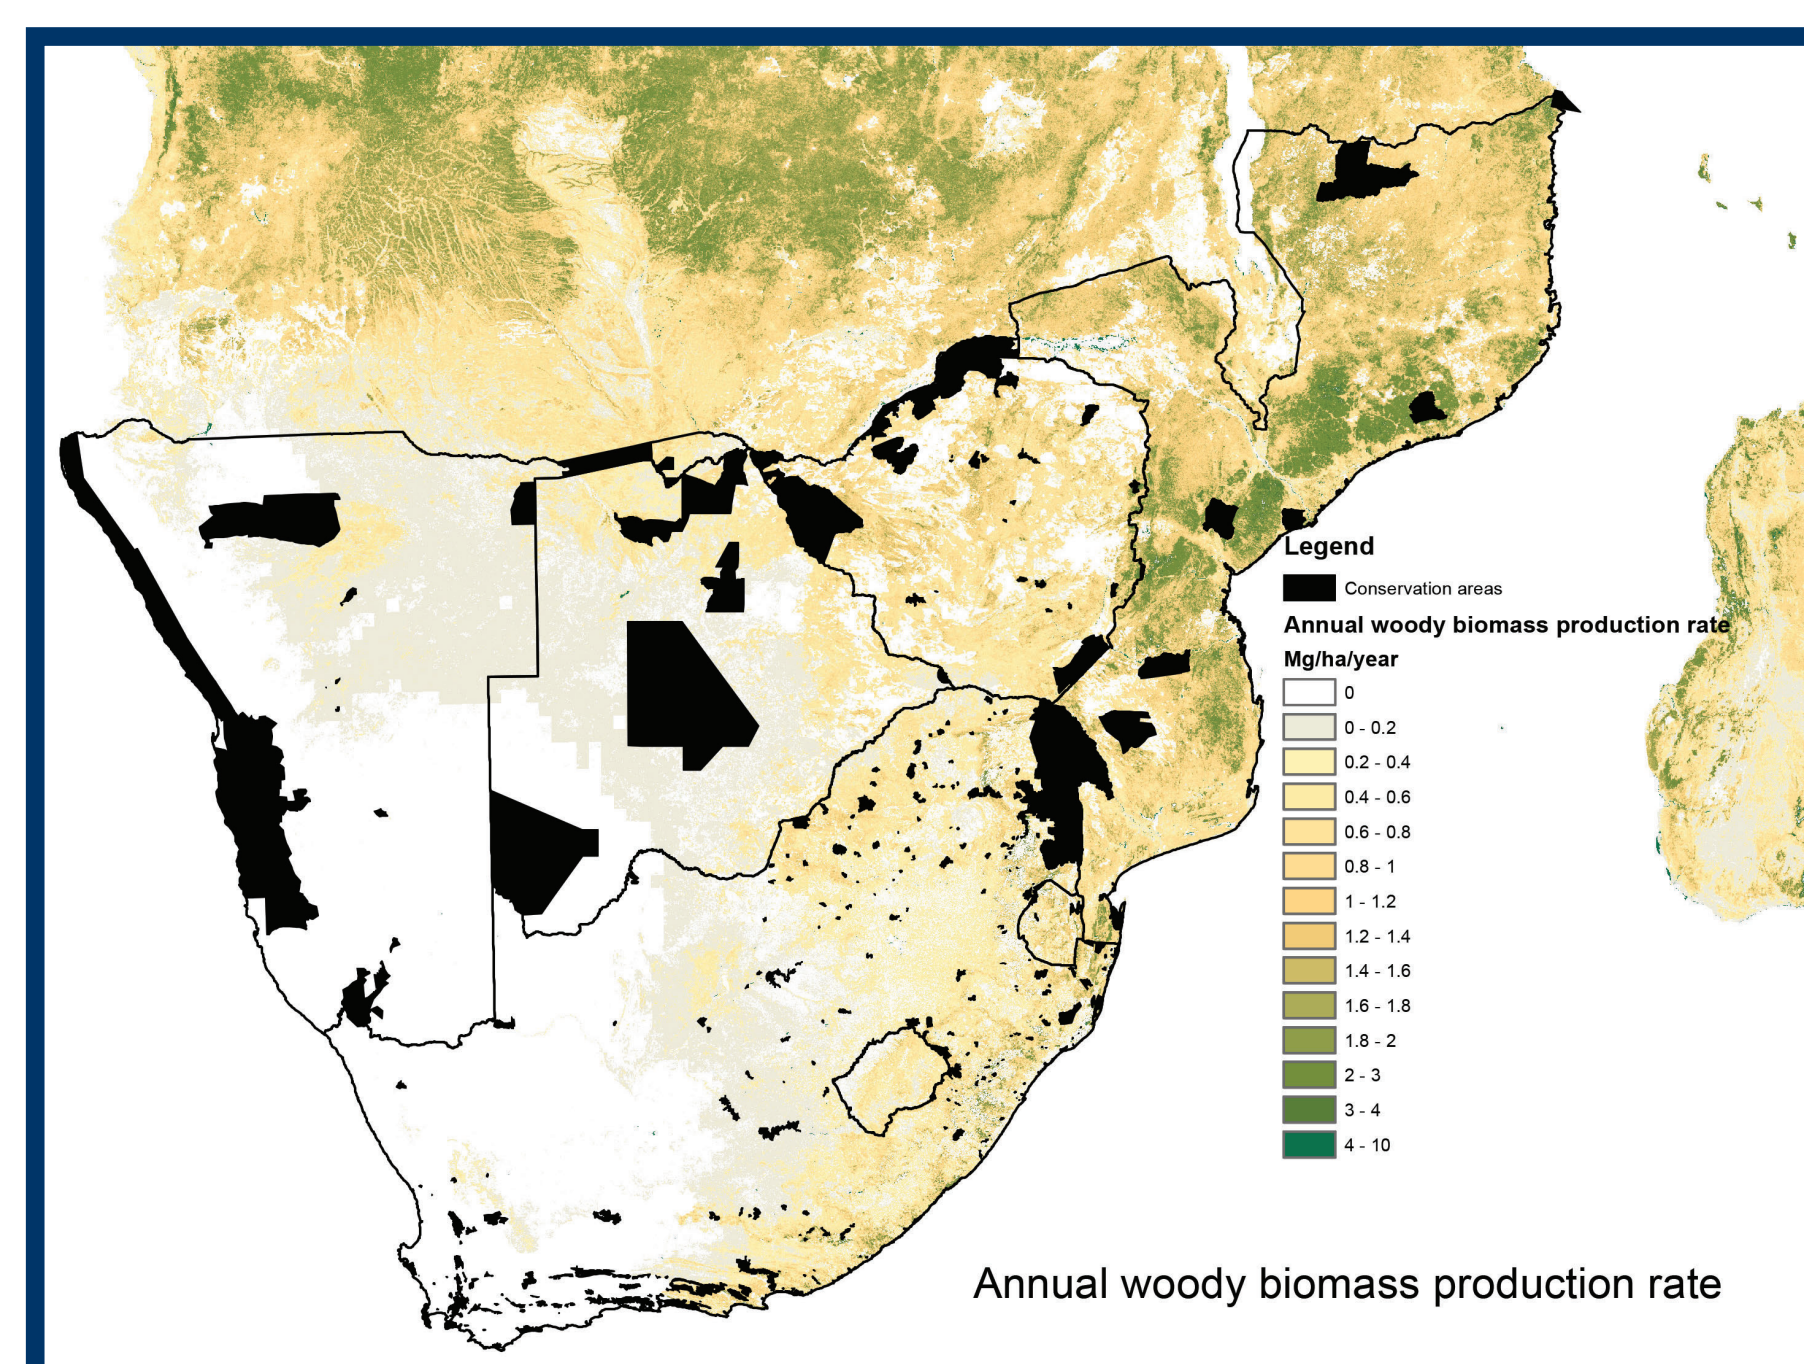 Legend
Conservation areas
Annual woody biomass production rate
Mg/ha/year
0
0 - 0.2
0.2 - 0.4
0.4 - 0.6
0.6 - 0.8
0.8 - 1
1 - 1.2
1.2 - 1.4
1.4 - 1.6
1.6 - 1.8
1.8 - 2
2 - 3
3 - 4
4 - 10
Annual woody biomass production rate